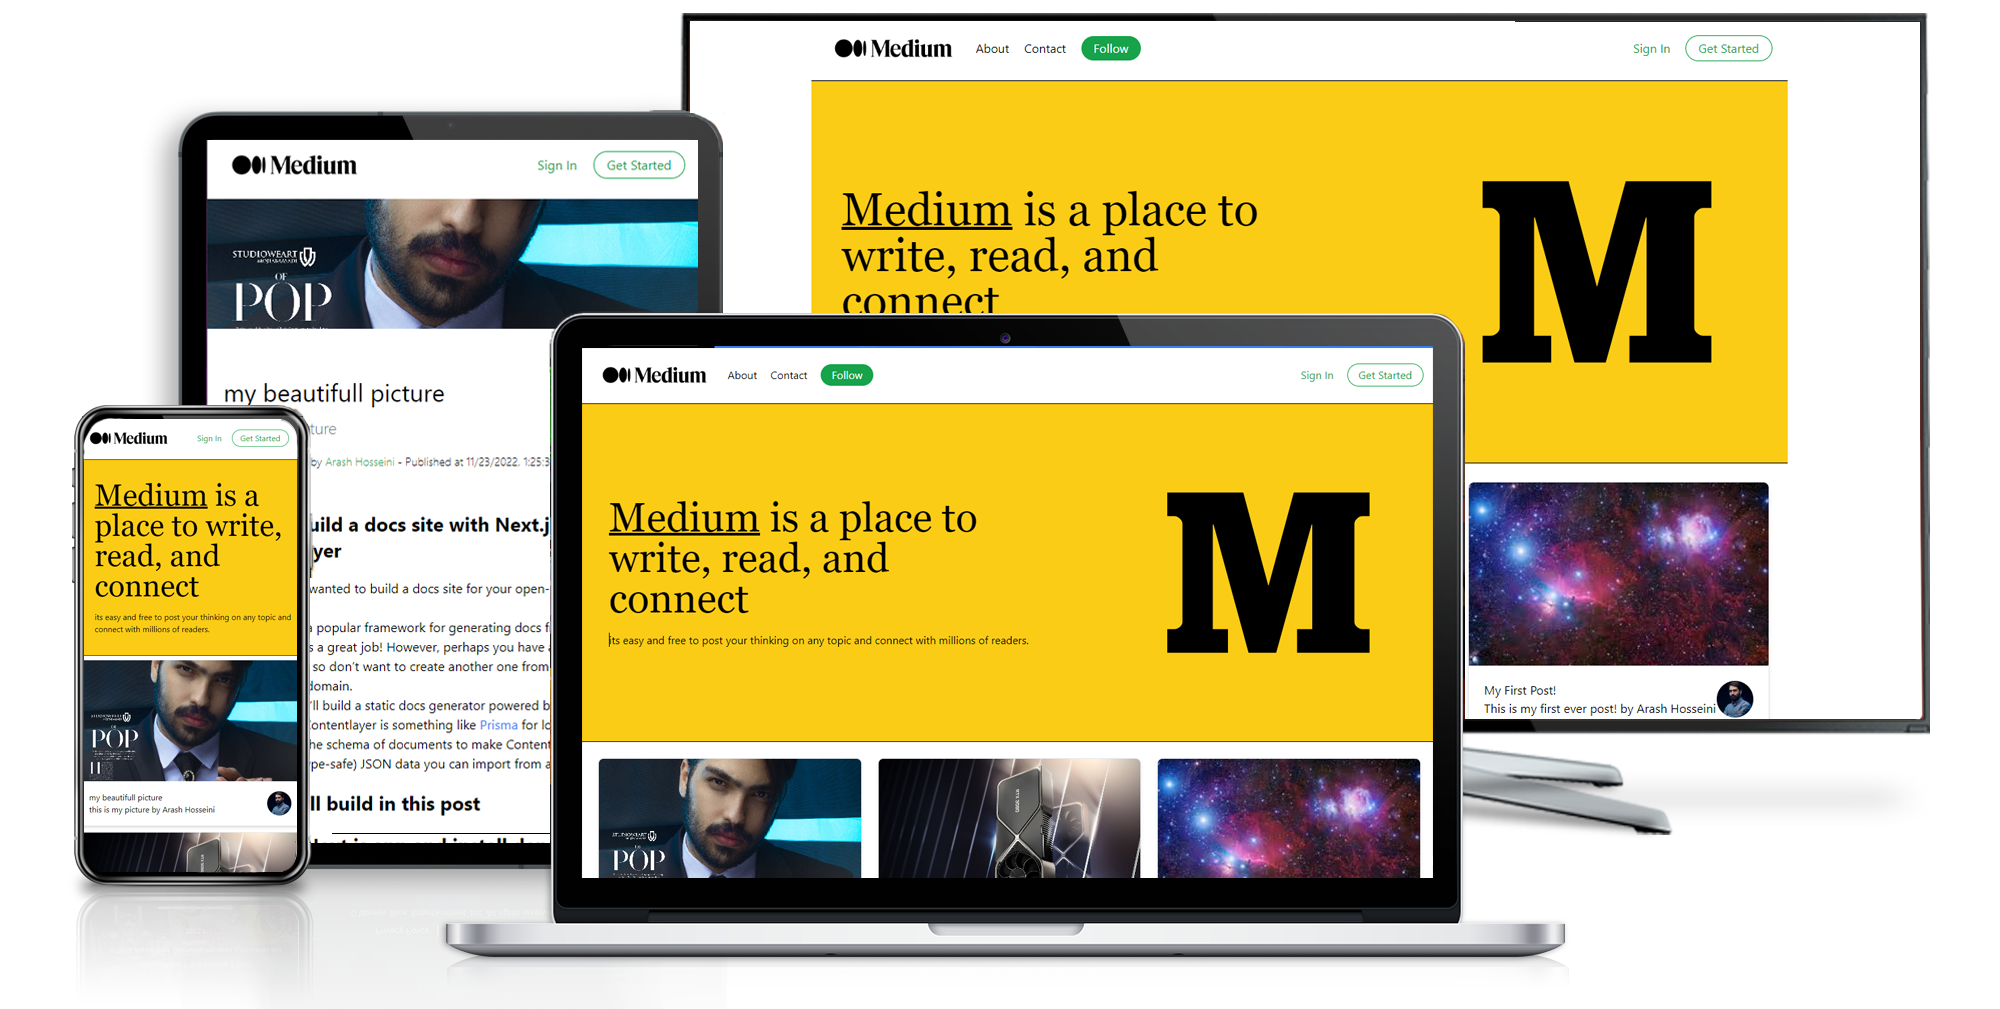 Medium About Contact Follow Sign In Get Started
Medium is a place to
write, read, and
connect
My First Post!
This is my first ever post! by Arash Hosseini
Medium Sign In Get Started
STUDIOWEART
OF
POP
my beautifull picture
ture
by Arash Hosseini - Published at 11/23/2022, 1:25:3
uild a docs site with Next.j
yer
wanted to build a docs site for your open-
a popular framework for generating docs f
s a great job! However, perhaps you have a
so don't want to create another one from
domain.
'll build a static docs generator powered b
ontentlayer is something like Prisma for lo
he schema of documents to make Content
ype-safe) JSON data you can import from a
ll build in this post
Medium Sign In Get Started
Medium is a
place to write,
read, and
connect
its easy and free to post your thinking on any topic and
connect with millions of readers.
STUDIOWEART
POP
my beautifull picture
this is my picture by Arash Hosseini
Medium About Contact Follow Sign In Get Started
Medium is a place to
write, read, and
connect
its easy and free to post your thinking on any topic and connect with millions of readers.
M
STUDIOWEART
POP
M